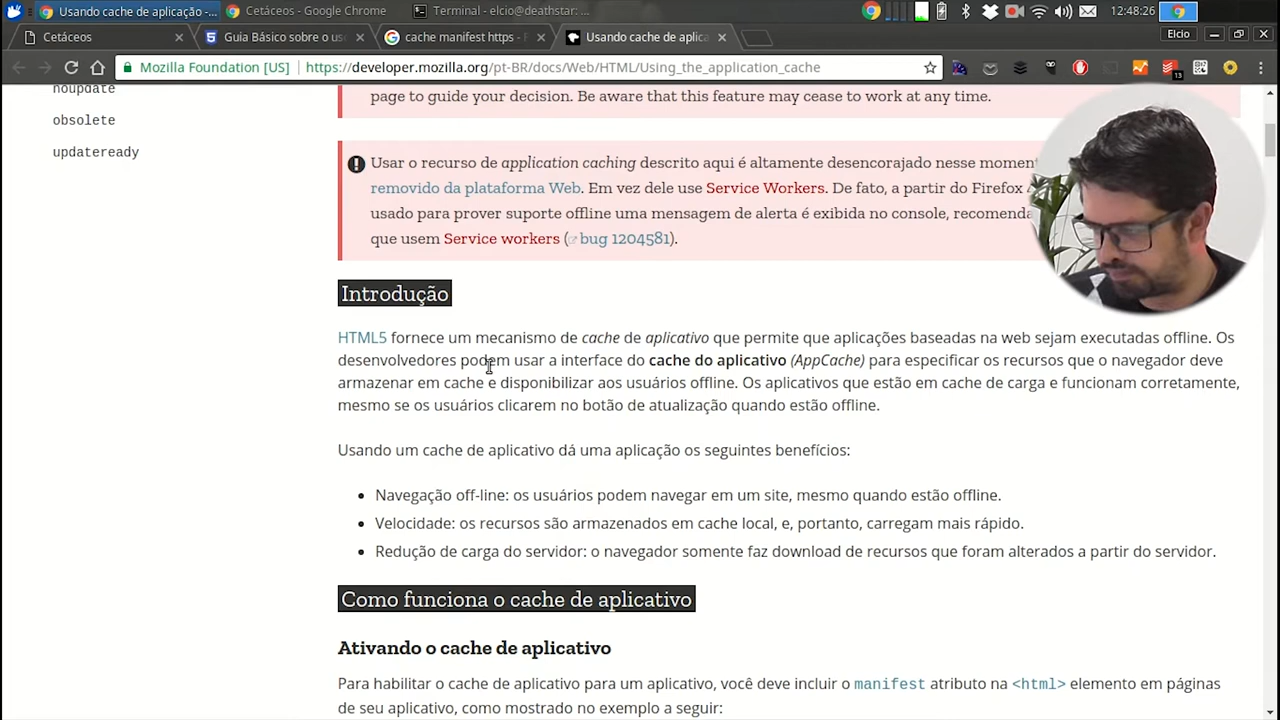 Usando cache de aplicação -...
Cetáceos - Google Chrome
Terminal - elcio@deathstar: ...
12:48:26
Cetáceos
Guia Básico sobre o us
cache manifest https - P
Usando cache de aplica
Elcio
Mozilla Foundation [US]
https://developer.mozilla.org/pt-BR/docs/Web/HTML/Using_the_application_cache
13
noupdate
obsolete
updateready
page to guide your decision. Be aware that this feature may cease to work at any time.
Usar o recurso de application caching descrito aqui é altamente desencorajado nesse momen
removido da plataforma Web. Em vez dele use Service Workers. De fato, a partir do Firefox
usado para prover suporte offline uma mensagem de alerta é exibida no console, recomenda
que usem Service workers (bug 1204581).
Introdução
HTML5 fornece um mecanismo de cache de aplicativo que permite que aplicações baseadas na web sejam executadas offline. Os
desenvolvedores podem usar a interface do cache do aplicativo (AppCache) para especificar os recursos que o navegador deve
armazenar em cache e disponibilizar aos usuários offline. Os aplicativos que estão em cache de carga e funcionam corretamente,
mesmo se os usuários clicarem no botão de atualização quando estão offline.
Usando um cache de aplicativo dá uma aplicação os seguintes benefícios:
• Navegação off-line: os usuários podem navegar em um site, mesmo quando estão offline.
• Velocidade: os recursos são armazenados em cache local, e, portanto, carregam mais rápido.
• Redução de carga do servidor: o navegador somente faz download de recursos que foram alterados a partir do servidor.
Como funciona o cache de aplicativo
Ativando o cache de aplicativo
Para habilitar o cache de aplicativo para um aplicativo, você deve incluir o manifest atributo na <html> elemento em páginas
de seu aplicativo, como mostrado no exemplo a seguir: